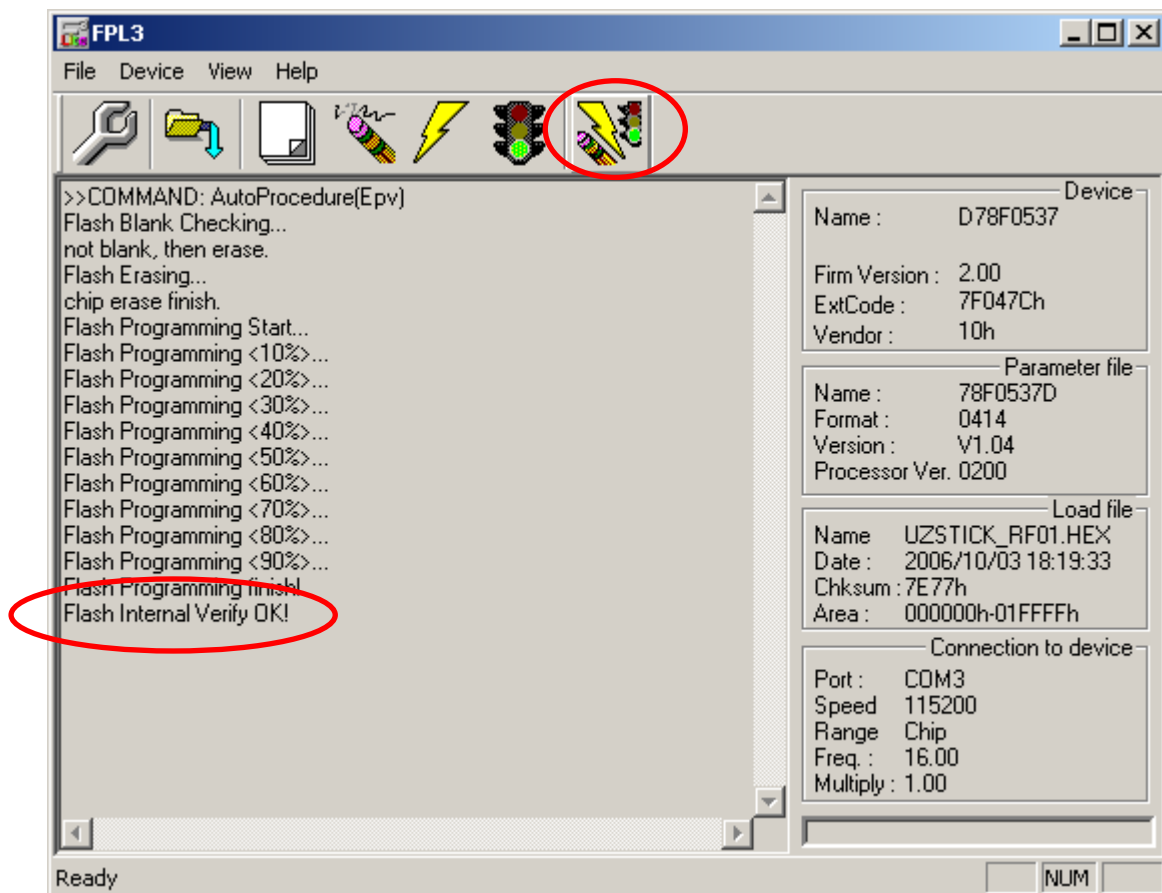 FPL3
File Device View Help
>>COMMAND: AutoProcedure(Epv)
Flash Blank Checking...
not blank, then erase.
Flash Erasing...
chip erase finish.
Flash Programming Start...
Flash Programming <10%>...
Flash Programming <20%>...
Flash Programming <30%>...
Flash Programming <40%>...
Flash Programming <50%>...
Flash Programming <60%>...
Flash Programming <70%>...
Flash Programming <80%>...
Flash Programming <90%>...
Flash Programming finish!
Flash Internal Verify OK!
Device
Name : D78F0537
Firm Version : 2.00
ExtCode : 7F047Ch
Vendor : 10h
Parameter file
Name : 78F0537D
Format : 0414
Version : V1.04
Processor Ver. 0200
Load file
Name UZSTICK_RF01.HEX
Date : 2006/10/03 18:19:33
Chksum : 7E77h
Area : 000000h-01FFFFh
Connection to device
Port : COM3
Speed 115200
Range Chip
Freq. : 16.00
Multiply : 1.00
Ready NUM